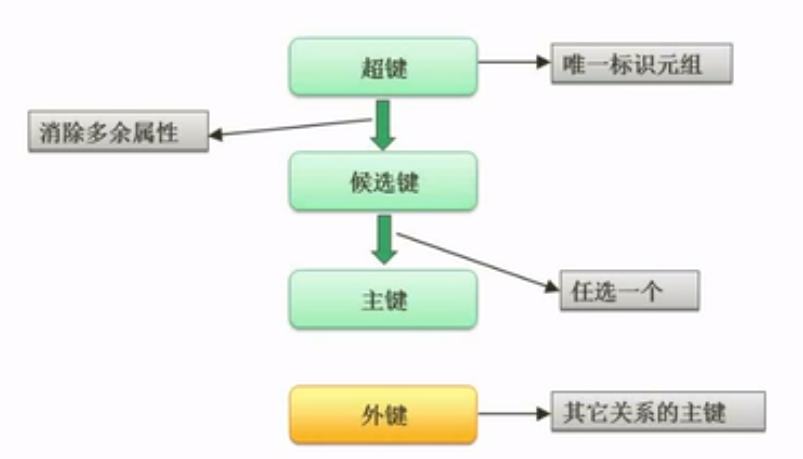 超键
唯一标识元组
消除多余属性
候选键
主键
任选一个
外键
其它关系的主键